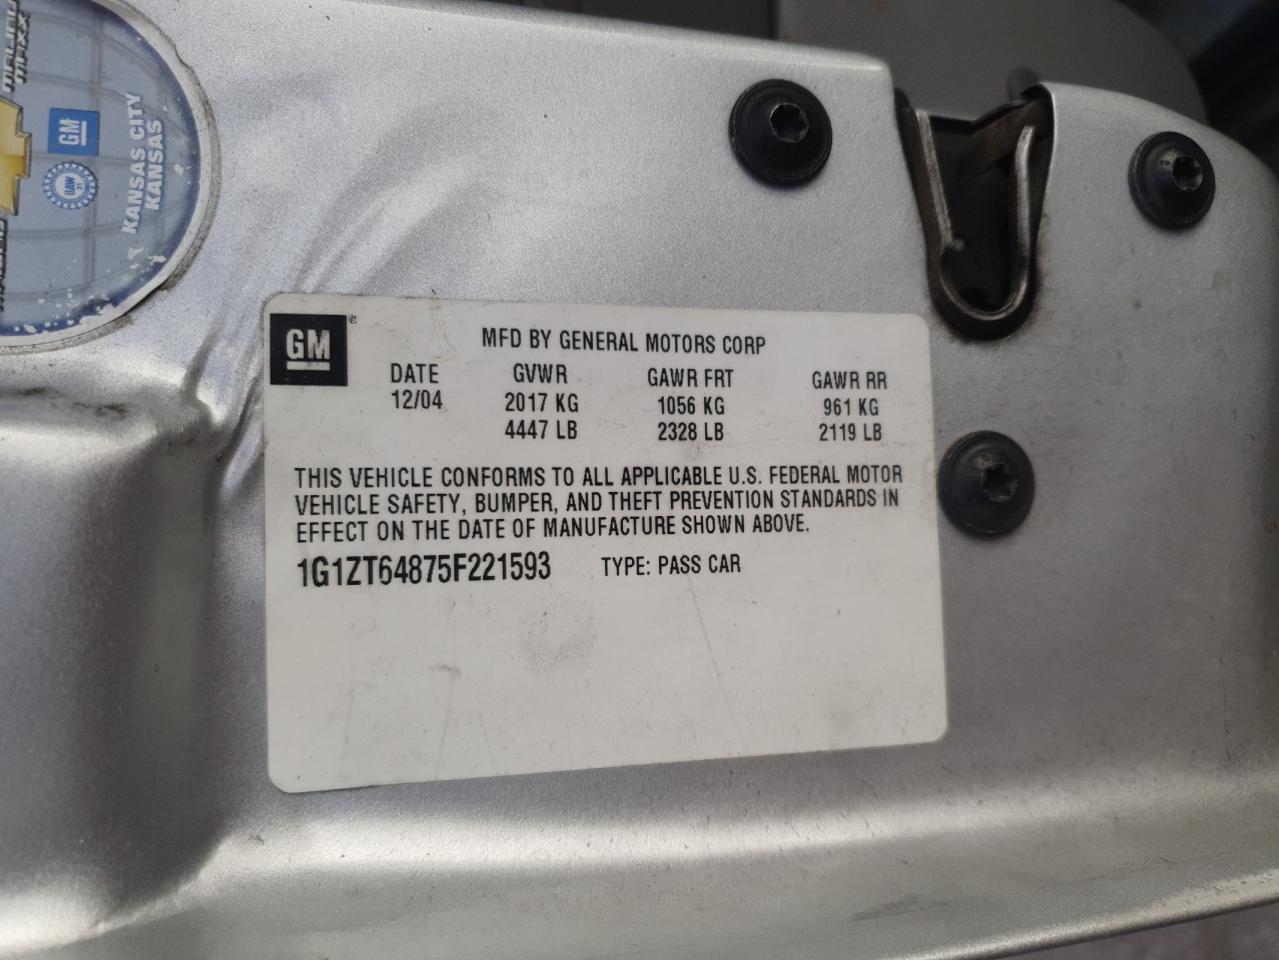 MALIBU
MAXX
GM
UAW
KANSAS CITY
KANSAS
GM®
MFD BY GENERAL MOTORS CORP
DATE GVWR GAWR FRT GAWR RR
12/04 2017 KG 1056 KG 961 KG
4447 LB 2328 LB 2119 LB
THIS VEHICLE CONFORMS TO ALL APPLICABLE U.S. FEDERAL MOTOR
VEHICLE SAFETY, BUMPER, AND THEFT PREVENTION STANDARDS IN
EFFECT ON THE DATE OF MANUFACTURE SHOWN ABOVE.
1G1ZT64875F221593 TYPE: PASS CAR